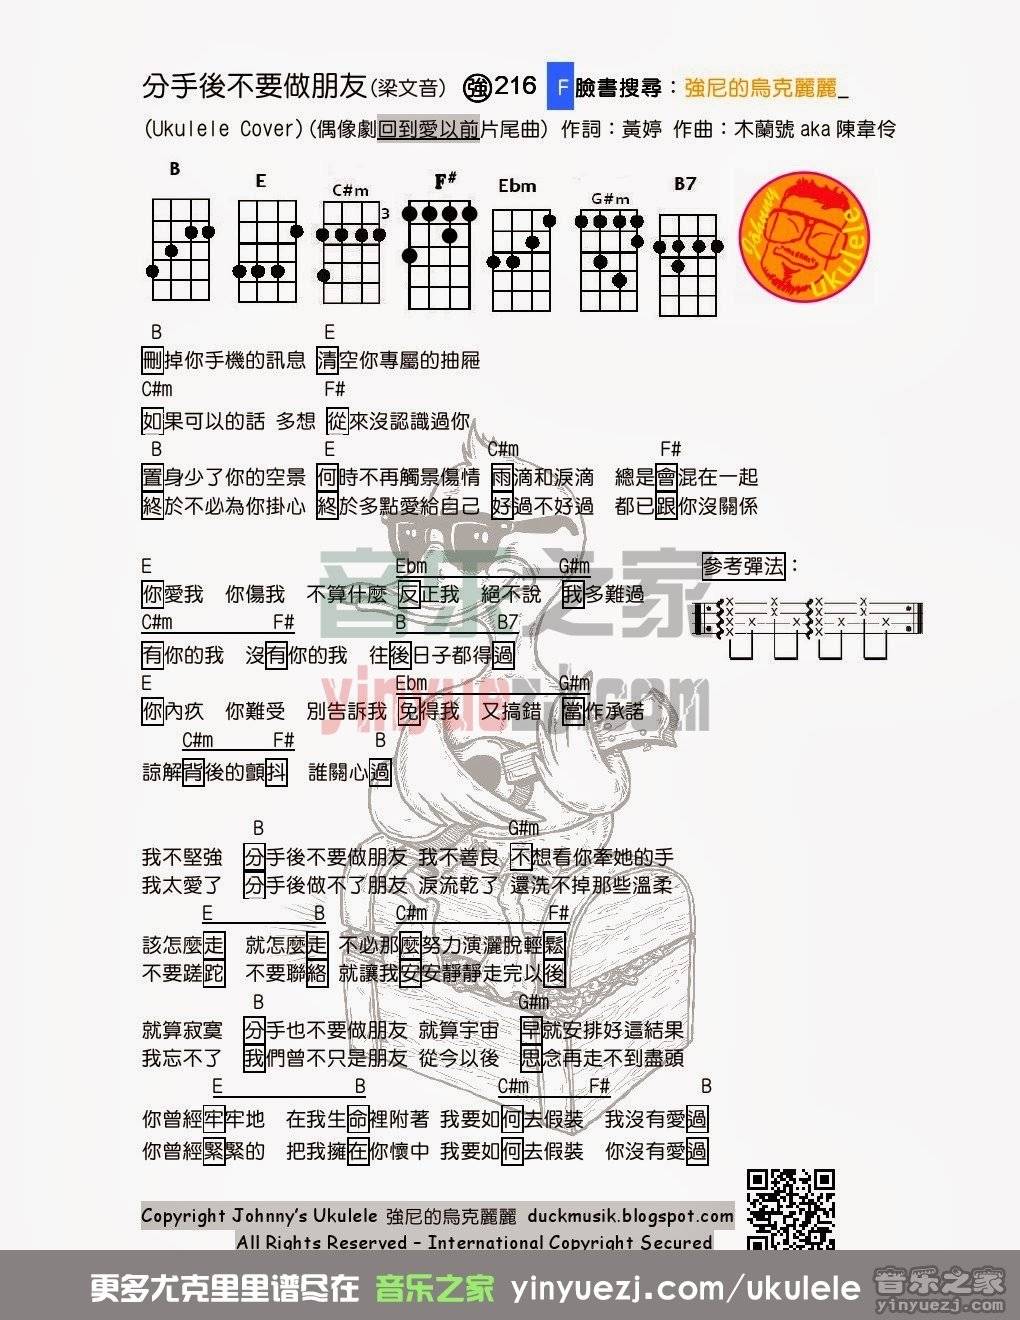 分手後不要做朋友(梁文音) 強216 F 臉書搜尋：強尼的烏克麗麗_
(Ukulele Cover)(偶像劇回到愛以前片尾曲) 作詞：黃婷 作曲：木蘭號aka陳韋伶
B E C#m F# Ebm G#m B7
3
Johnny ukulele
B E
刪掉你手機的訊息 清空你專屬的抽屜
C#m F#
如果可以的話 多想 從來沒認識過你
B E C#m F#
置身少了你的空景 何時不再觸景傷情 雨滴和淚滴 總是會混在一起
終於不必為你掛心 終於多點愛給自己 好過不好過 都已跟你沒關係
E Ebm G#m
你愛我 你傷我 不算什麼 反正我 絕不說 我多難過
參考彈法：
C#m F# B B7
有你的我 沒有你的我 往後日子都得過
E Ebm G#m
你內疚 你難受 別告訴我 免得我 又搞錯 當作承諾
C#m F# B
諒解背後的顫抖 誰關心過
音乐之家
yinyuezj.com
B G#m
我不堅強 分手後不要做朋友 我不善良 不想看你牽她的手
我太愛了 分手後做不了朋友 淚流乾了 還洗不掉那些溫柔
E B C#m F#
該怎麼走 就怎麼走 不必那麼努力演灑脫輕鬆
不要蹉跎 不要聯絡 就讓我安安靜靜走完以後
B G#m
就算寂寞 分手也不要做朋友 就算宇宙 早就安排好這結果
我忘不了 我們曾不只是朋友 從今以後 思念再走不到盡頭
E B C#m F# B
你曾經牢牢地 在我生命裡附著 我要如何去假裝 我沒有愛過
你曾經緊緊的 把我擁在你懷中 我要如何去假裝 你沒有愛過
Copyright Johnny's Ukulele 強尼的烏克麗麗 duckmusik.blogspot.com
All Rights Reserved - International Copyright Secured
更多尤克里里谱尽在 音乐之家 yinyuezj.com/ukulele
音乐之家
yinyuezj.com